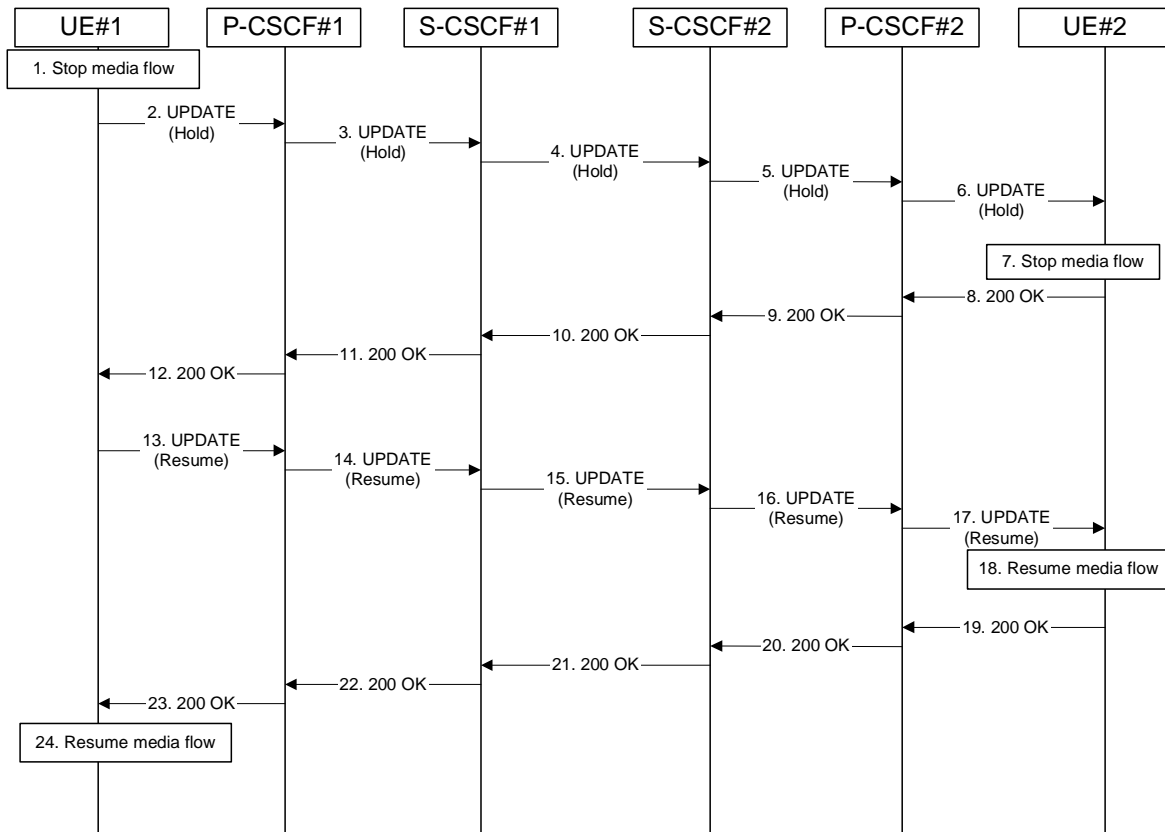 UE#1
P-CSCF#1
S-CSCF#1
S-CSCF#2
P-CSCF#2
UE#2
1. Stop media flow
2. UPDATE
(Hold)
3. UPDATE
(Hold)
4. UPDATE
(Hold)
5. UPDATE
(Hold)
6. UPDATE
(Hold)
7. Stop media flow
8. 200 OK
9. 200 OK
10. 200 OK
11. 200 OK
12. 200 OK
13. UPDATE
(Resume)
14. UPDATE
(Resume)
15. UPDATE
(Resume)
16. UPDATE
(Resume)
17. UPDATE
(Resume)
18. Resume media flow
19. 200 OK
20. 200 OK
21. 200 OK
22. 200 OK
23. 200 OK
24. Resume media flow